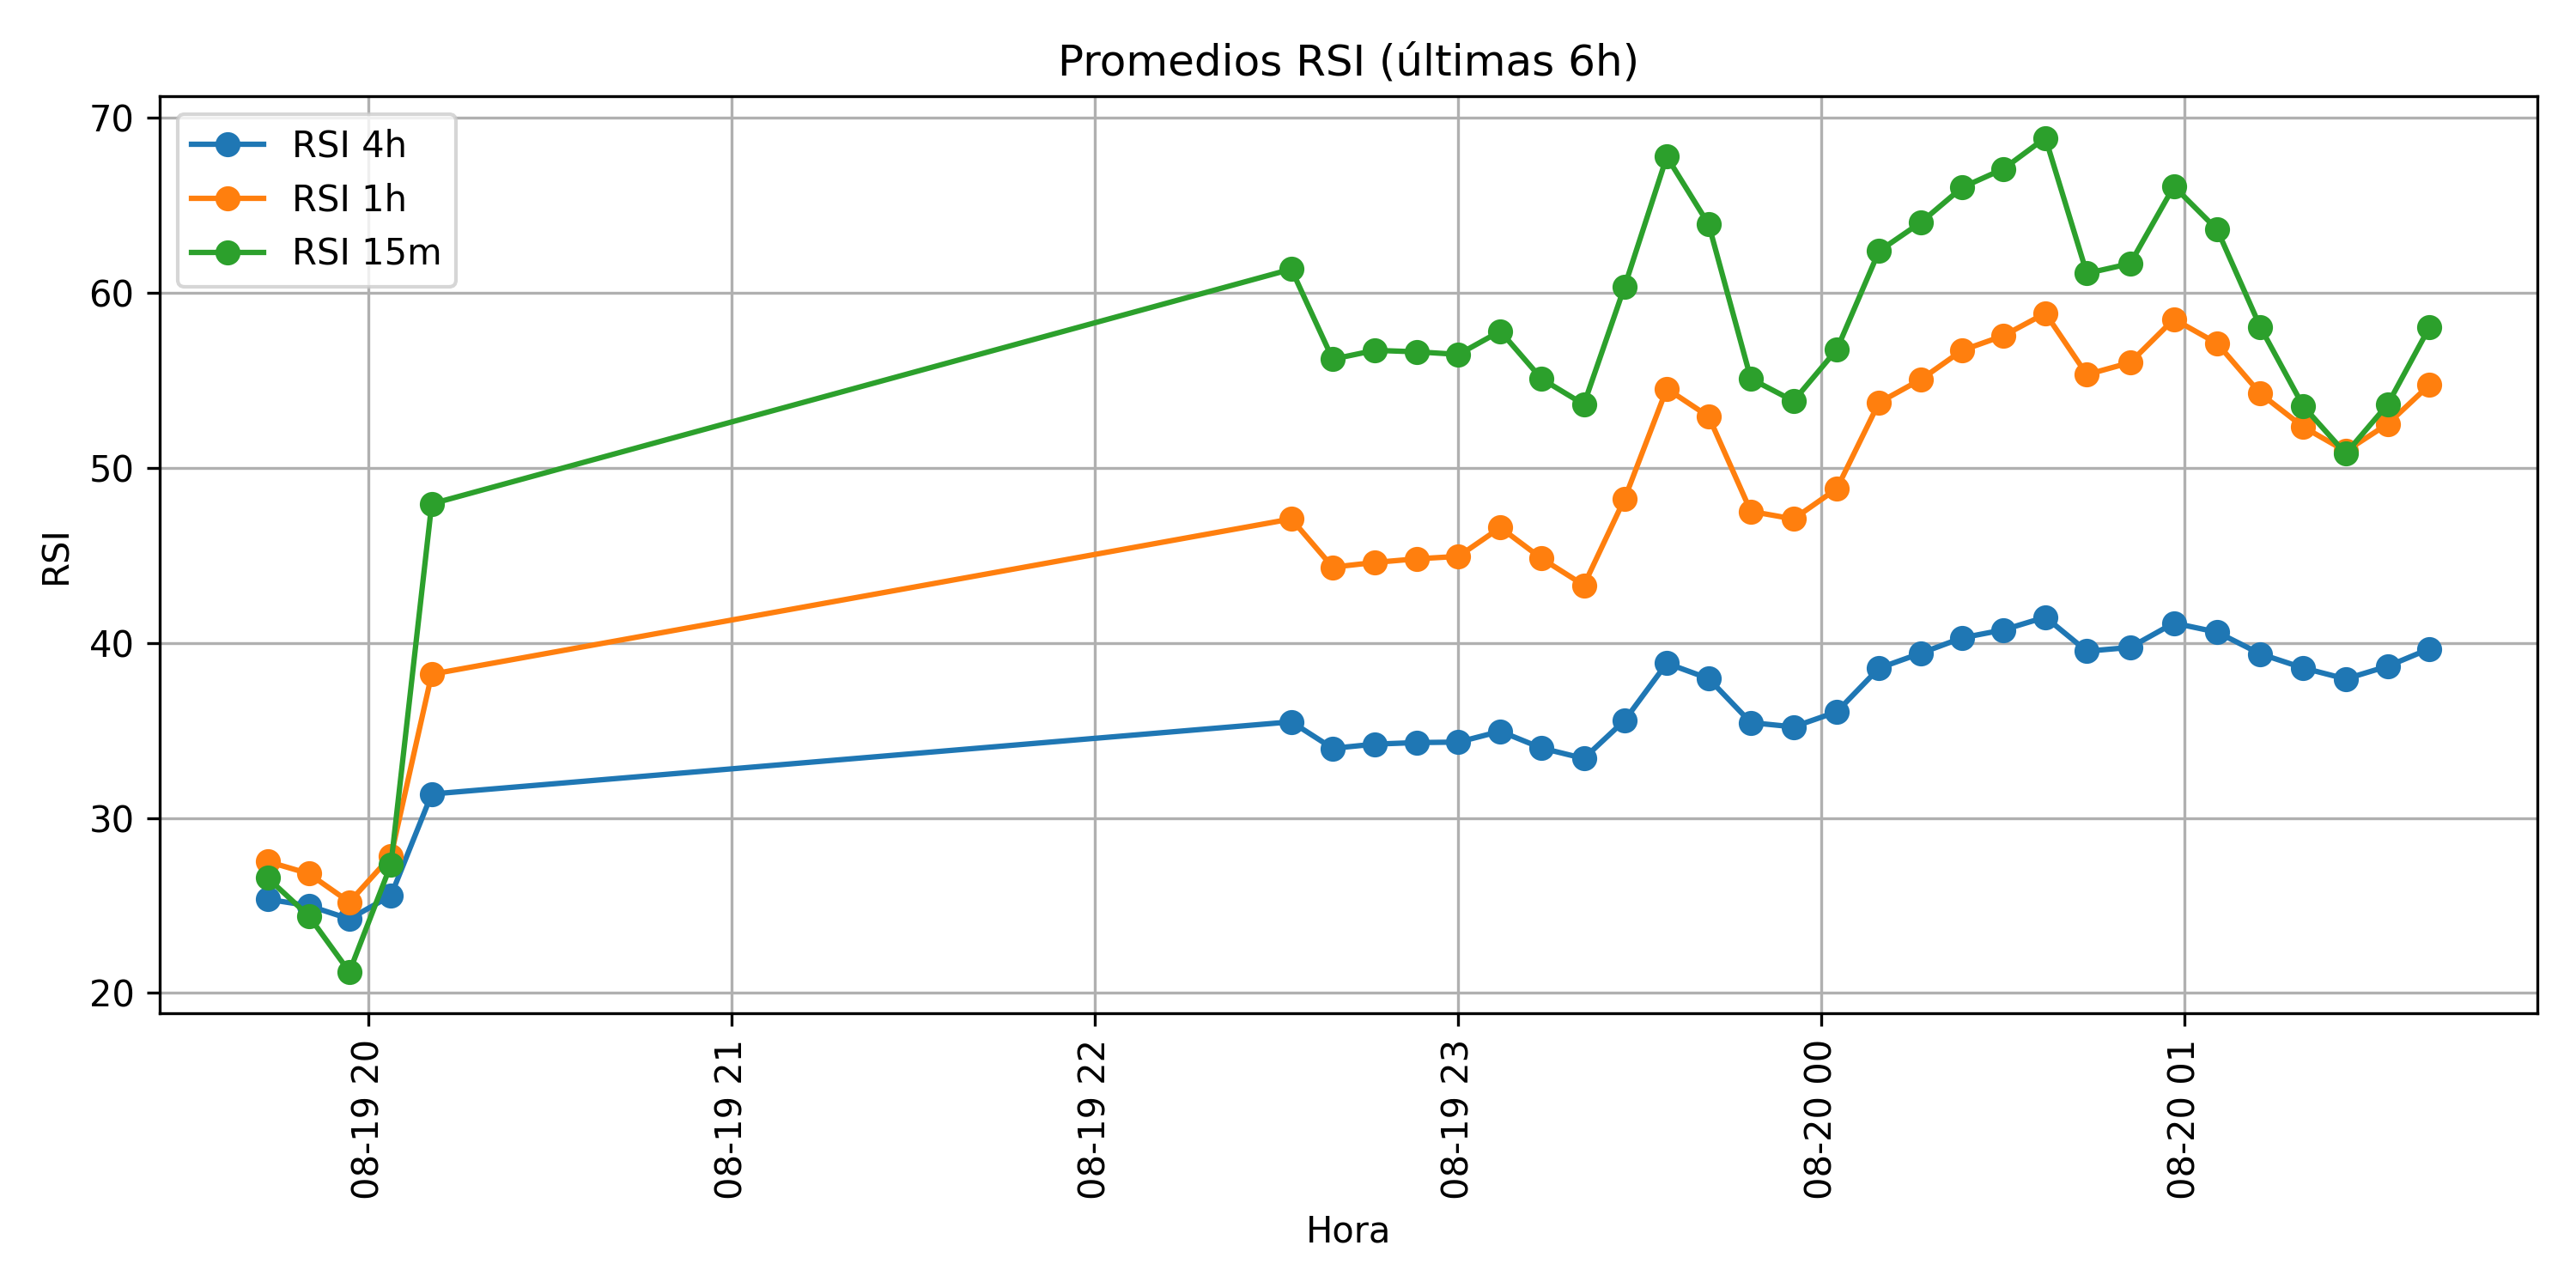 Promedios RSI (últimas 6h)
RSI 4h
RSI 1h
RSI 15m
70
60
50
40
30
20
RSI
08-19 20
08-19 21
08-19 22
08-19 23
08-20 00
08-20 01
Hora